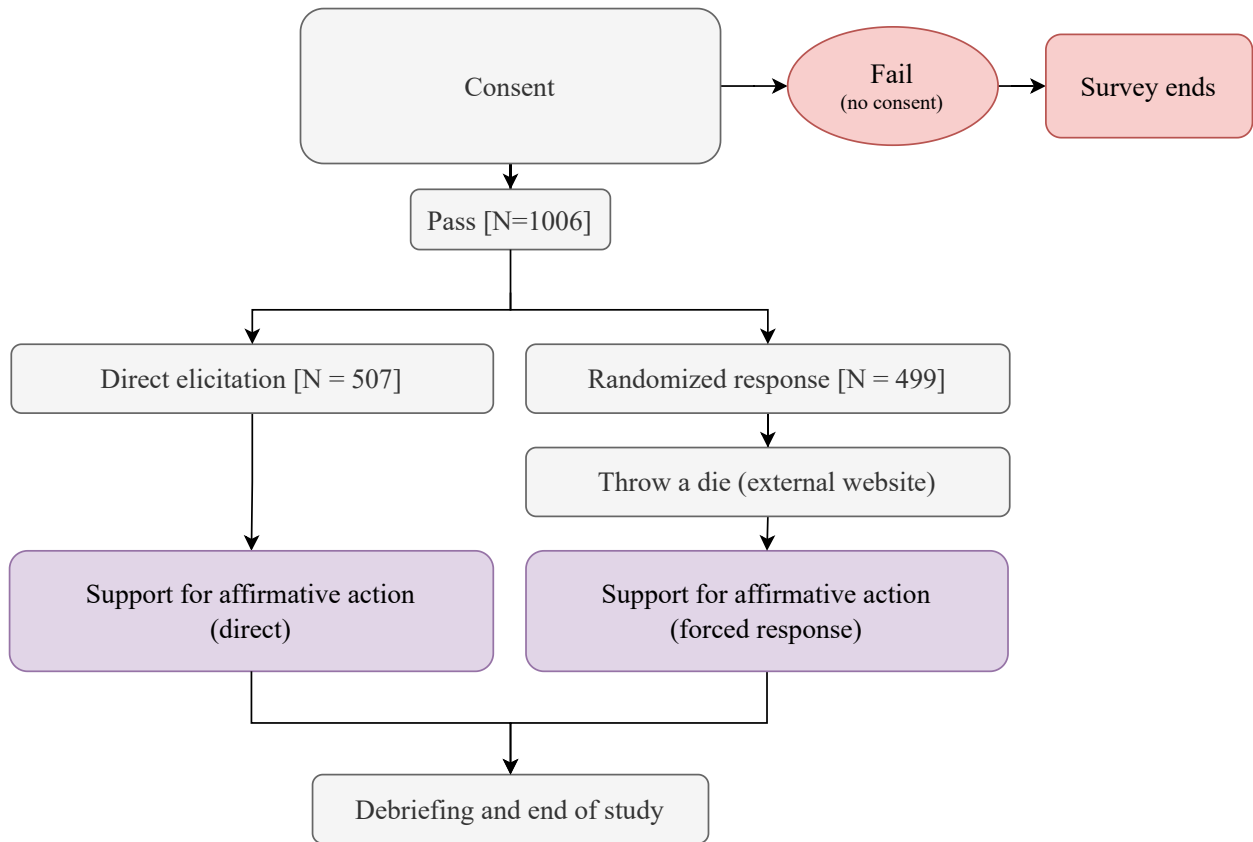 Consent
Fail
(no consent)
Survey ends
Pass [N=1006]
Direct elicitation [N = 507]
Randomized response [N = 499]
Throw a die (external website)
Support for affirmative action
(direct)
Support for affirmative action
(forced response)
Debriefing and end of study